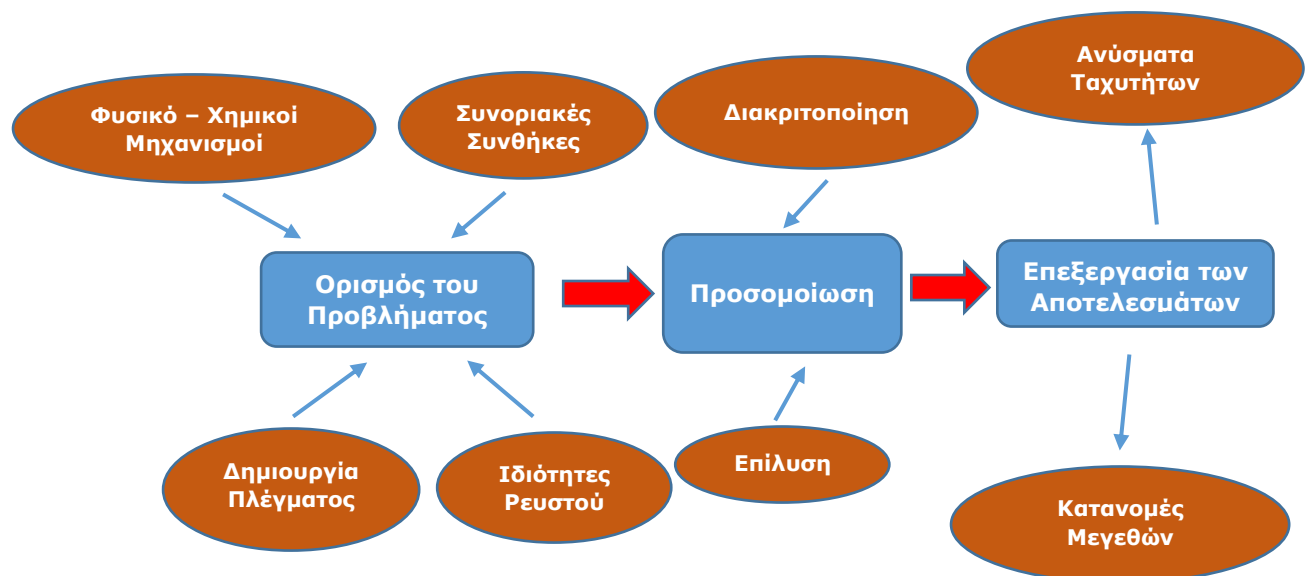 Φυσικό – Χημικοί
Μηχανισμοί
Συνοριακές
Συνθήκες
Διακριτοποίηση
Ανύσματα
Ταχυτήτων
Ορισμός του
Προβλήματος
Προσομοίωση
Επεξεργασία των
Αποτελεσμάτων
Δημιουργία
Πλέγματος
Ιδιότητες
Ρευστού
Επίλυση
Κατανομές
Μεγεθών